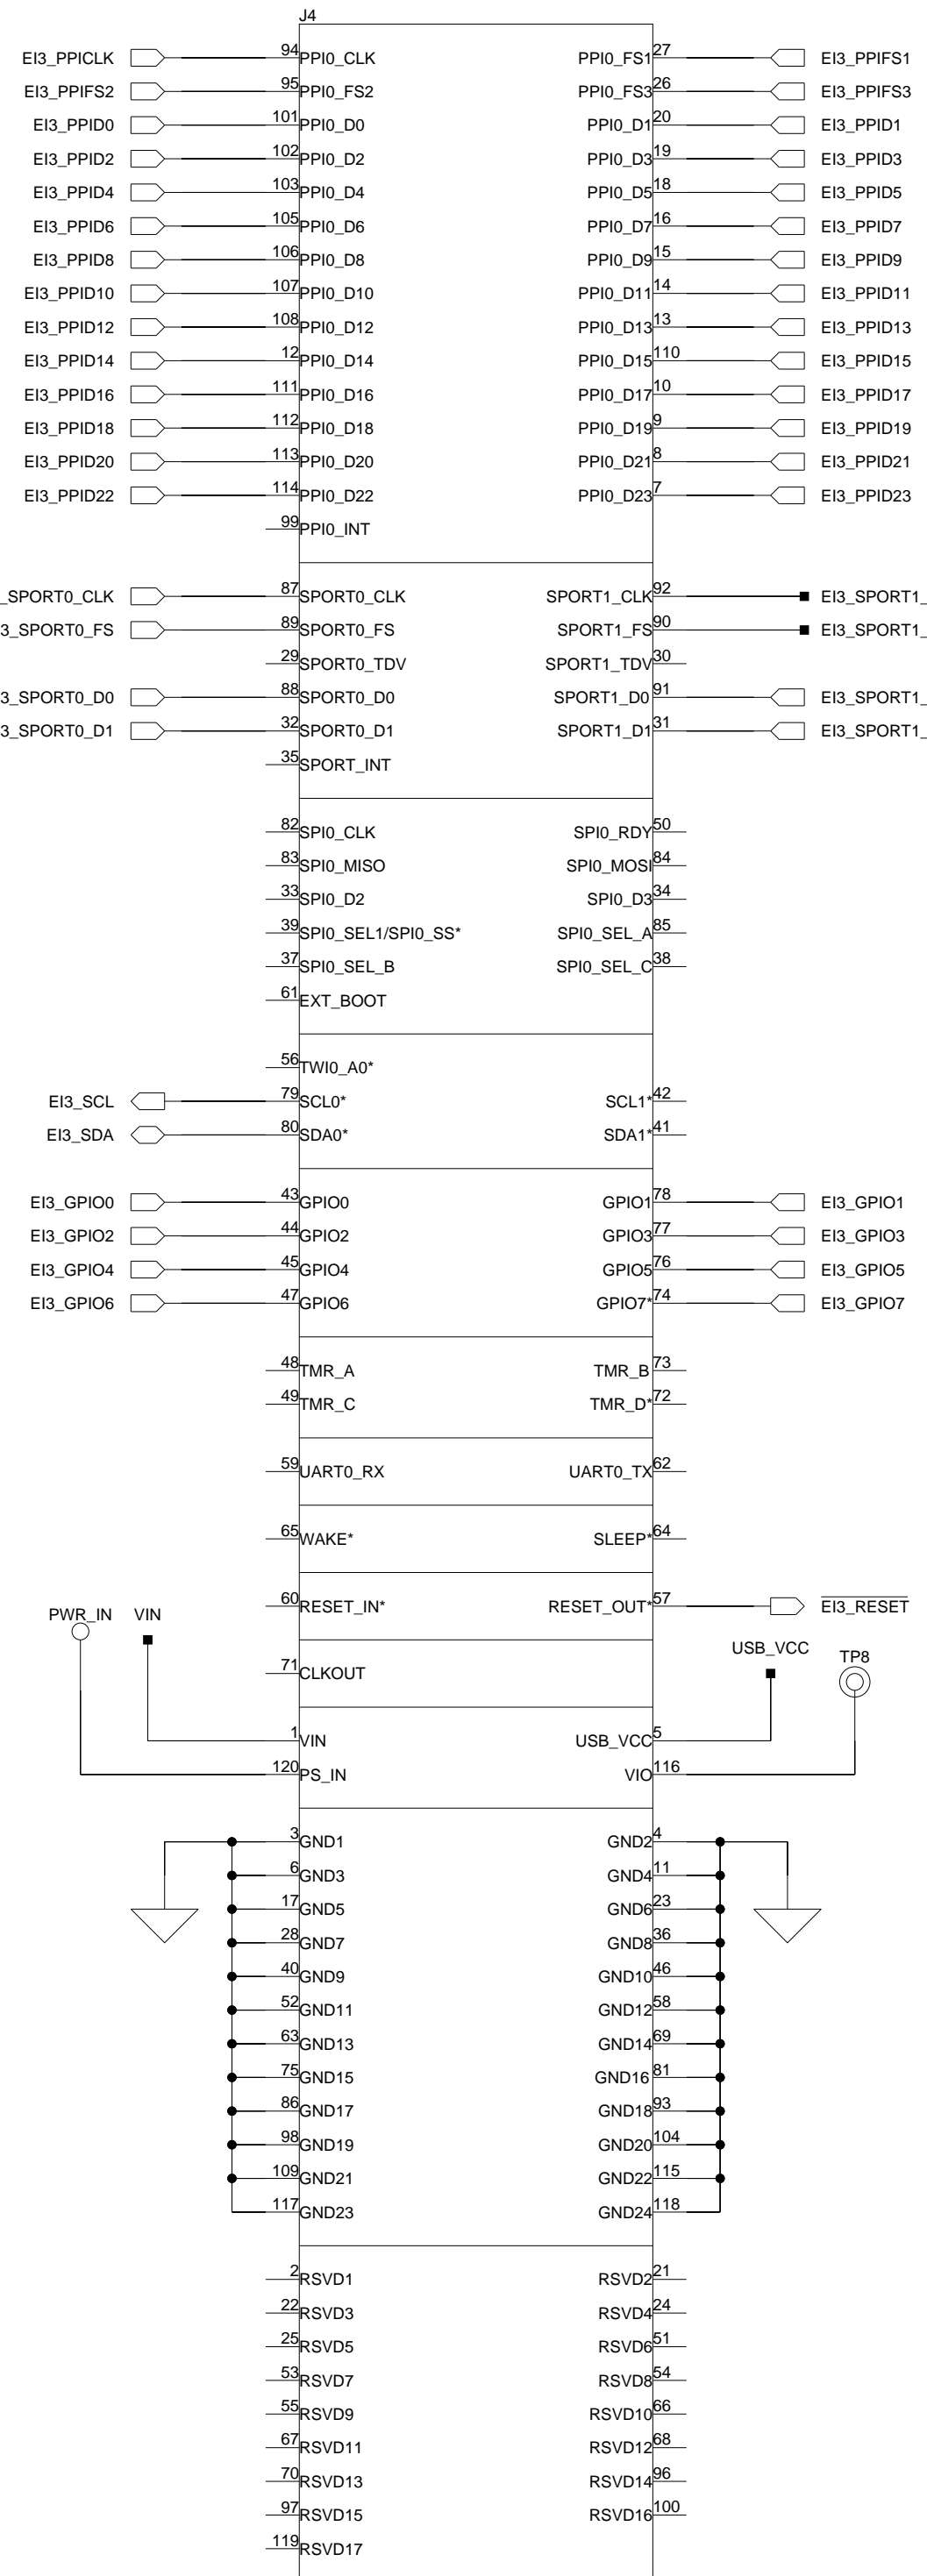 J4
EI3_PPICLK 94 PPI0_CLK PPI0_FS1 27 EI3_PPIFS1
EI3_PPIFS2 95 PPI0_FS2 PPI0_FS3 26 EI3_PPIFS3
EI3_PPID0 101 PPI0_D0 PPI0_D1 20 EI3_PPID1
EI3_PPID2 102 PPI0_D2 PPI0_D3 19 EI3_PPID3
EI3_PPID4 103 PPI0_D4 PPI0_D5 18 EI3_PPID5
EI3_PPID6 105 PPI0_D6 PPI0_D7 16 EI3_PPID7
EI3_PPID8 106 PPI0_D8 PPI0_D9 15 EI3_PPID9
EI3_PPID10 107 PPI0_D10 PPI0_D11 14 EI3_PPID11
EI3_PPID12 108 PPI0_D12 PPI0_D13 13 EI3_PPID13
EI3_PPID14 12 PPI0_D14 PPI0_D15 110 EI3_PPID15
EI3_PPID16 111 PPI0_D16 PPI0_D17 10 EI3_PPID17
EI3_PPID18 112 PPI0_D18 PPI0_D19 9 EI3_PPID19
EI3_PPID20 113 PPI0_D20 PPI0_D21 8 EI3_PPID21
EI3_PPID22 114 PPI0_D22 PPI0_D23 7 EI3_PPID23
99 PPI0_INT
_SPORT0_CLK 87 SPORT0_CLK SPORT1_CLK 92 EI3_SPORT1_
3_SPORT0_FS 89 SPORT0_FS SPORT1_FS 90 EI3_SPORT1_
29 SPORT0_TDV SPORT1_TDV 30
3_SPORT0_D0 88 SPORT0_D0 SPORT1_D0 91 EI3_SPORT1_
3_SPORT0_D1 32 SPORT0_D1 SPORT1_D1 31 EI3_SPORT1_
35 SPORT_INT
82 SPI0_CLK SPI0_RDY 50
83 SPI0_MISO SPI0_MOSI 84
33 SPI0_D2 SPI0_D3 34
39 SPI0_SEL1/SPI0_SS* SPI0_SEL_A 85
37 SPI0_SEL_B SPI0_SEL_C 38
61 EXT_BOOT
56 TWI0_A0*
EI3_SCL 79 SCL0* SCL1* 42
EI3_SDA 80 SDA0* SDA1* 41
EI3_GPIO0 43 GPIO0 GPIO1 78 EI3_GPIO1
EI3_GPIO2 44 GPIO2 GPIO3 77 EI3_GPIO3
EI3_GPIO4 45 GPIO4 GPIO5 76 EI3_GPIO5
EI3_GPIO6 47 GPIO6 GPIO7* 74 EI3_GPIO7
48 TMR_A TMR_B 73
49 TMR_C TMR_D* 72
59 UART0_RX UART0_TX 62
65 WAKE* SLEEP* 64
60 RESET_IN* RESET_OUT* 57 EI3_RESET
PWR_IN VIN
USB_VCC TP8
71 CLKOUT
1 VIN USB_VCC 5
120 PS_IN VIO 116
3 GND1 GND2 4
6 GND3 GND4 11
17 GND5 GND6 23
28 GND7 GND8 36
40 GND9 GND10 46
52 GND11 GND12 58
63 GND13 GND14 69
75 GND15 GND16 81
86 GND17 GND18 93
98 GND19 GND20 104
109 GND21 GND22 115
117 GND23 GND24 118
2 RSVD1 RSVD2 21
22 RSVD3 RSVD4 24
25 RSVD5 RSVD6 51
53 RSVD7 RSVD8 54
55 RSVD9 RSVD10 66
67 RSVD11 RSVD12 68
70 RSVD13 RSVD14 96
97 RSVD15 RSVD16 100
119 RSVD17